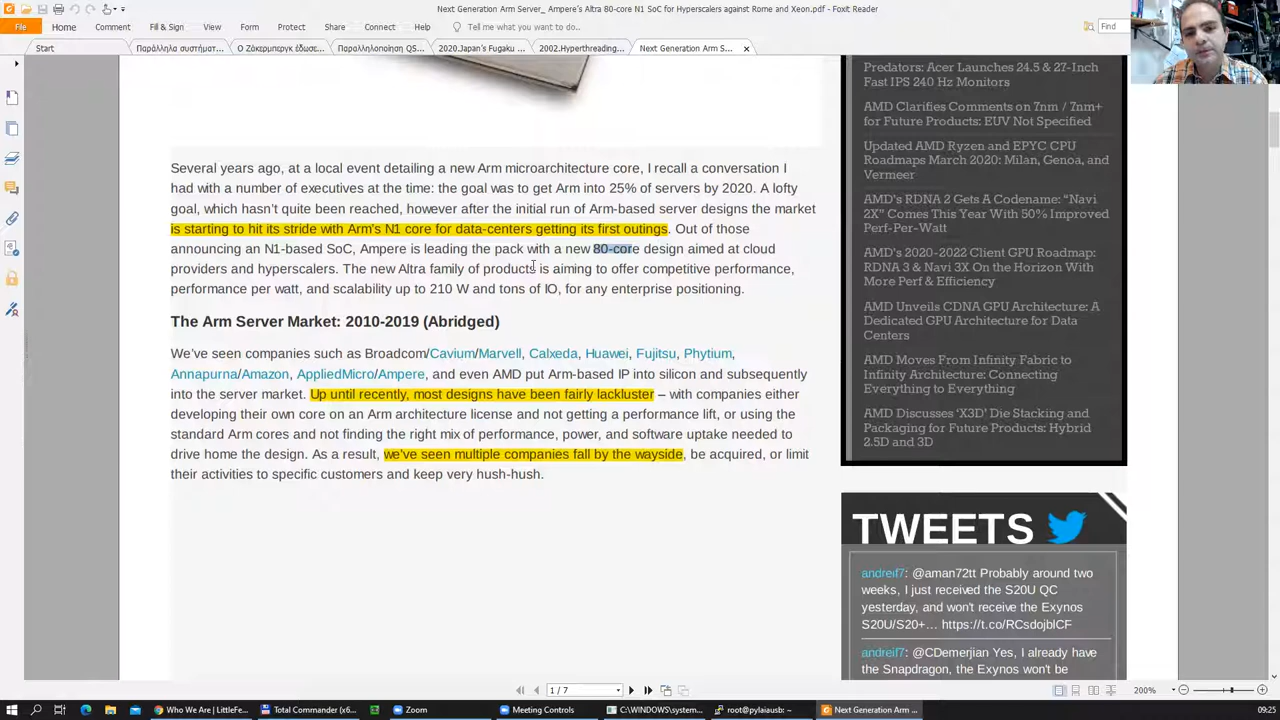 Next Generation Arm Server_ Ampere's Altra 80-core N1 SoC for Hyperscalers against Rome and Xeon.pdf - Foxit Reader
File Home Comment Fill & Sign View Form Protect Share Connect Help Tell me what you want to do... Find
Start Παράλληλα συστήματ... Ο Ζόκερμπεργκ έδωσε... Παραλληλοποίηση QS... 2020.Japan's Fugaku ... 2002.Hyperthreading... Next Generation Arm S...
Several years ago, at a local event detailing a new Arm microarchitecture core, I recall a conversation I
had with a number of executives at the time: the goal was to get Arm into 25% of servers by 2020. A lofty
goal, which hasn't quite been reached, however after the initial run of Arm-based server designs the market
is starting to hit its stride with Arm's N1 core for data-centers getting its first outings. Out of those
announcing an N1-based SoC, Ampere is leading the pack with a new 80-core design aimed at cloud
providers and hyperscalers. The new Altra family of products is aiming to offer competitive performance,
performance per watt, and scalability up to 210 W and tons of IO, for any enterprise positioning.
The Arm Server Market: 2010-2019 (Abridged)
We've seen companies such as Broadcom/Cavium/Marvell, Calxeda, Huawei, Fujitsu, Phytium,
Annapurna/Amazon, AppliedMicro/Ampere, and even AMD put Arm-based IP into silicon and subsequently
into the server market. Up until recently, most designs have been fairly lackluster – with companies either
developing their own core on an Arm architecture license and not getting a performance lift, or using the
standard Arm cores and not finding the right mix of performance, power, and software uptake needed to
drive home the design. As a result, we've seen multiple companies fall by the wayside, be acquired, or limit
their activities to specific customers and keep very hush-hush.
Predators: Acer Launches 24.5 & 27-Inch
Fast IPS 240 Hz Monitors
AMD Clarifies Comments on 7nm / 7nm+
for Future Products: EUV Not Specified
Updated AMD Ryzen and EPYC CPU
Roadmaps March 2020: Milan, Genoa, and
Vermeer
AMD's RDNA 2 Gets A Codename: “Navi
2X” Comes This Year With 50% Improved
Perf-Per-Watt
AMD's 2020-2022 Client GPU Roadmap:
RDNA 3 & Navi 3X On the Horizon With
More Perf & Efficiency
AMD Unveils CDNA GPU Architecture: A
Dedicated GPU Architecture for Data
Centers
AMD Moves From Infinity Fabric to
Infinity Architecture: Connecting
Everything to Everything
AMD Discusses ‘X3D’ Die Stacking and
Packaging for Future Products: Hybrid
2.5D and 3D
TWEETS
andreif7: @aman72tt Probably around two
weeks, I just received the S20U QC
yesterday, and won't receive the Exynos
S20U/S20+… https://t.co/RCsdojblCF
andreif7: @CDemerjian Yes, I already have
the Snapdragon, the Exynos won't be
1 / 7 200%
Who We Are | LittleFe... Total Commander (x6... Zoom Meeting Controls C:\WINDOWS\system... root@pylaiausb: ~ Next Generation Arm ... 09:25